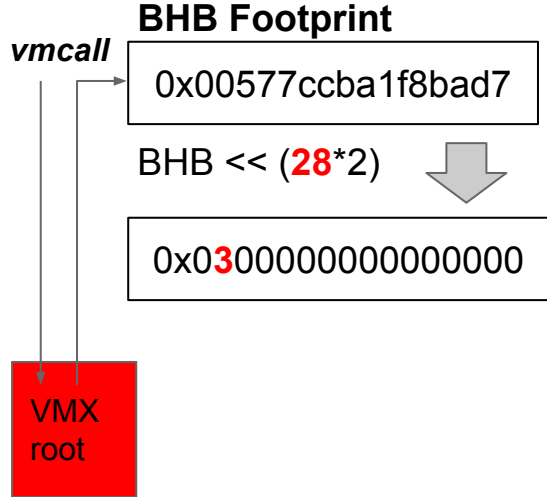 BHB Footprint
vmcall
0x00577ccba1f8bad7
BHB << (28*2)
0x0300000000000000
VMX
root